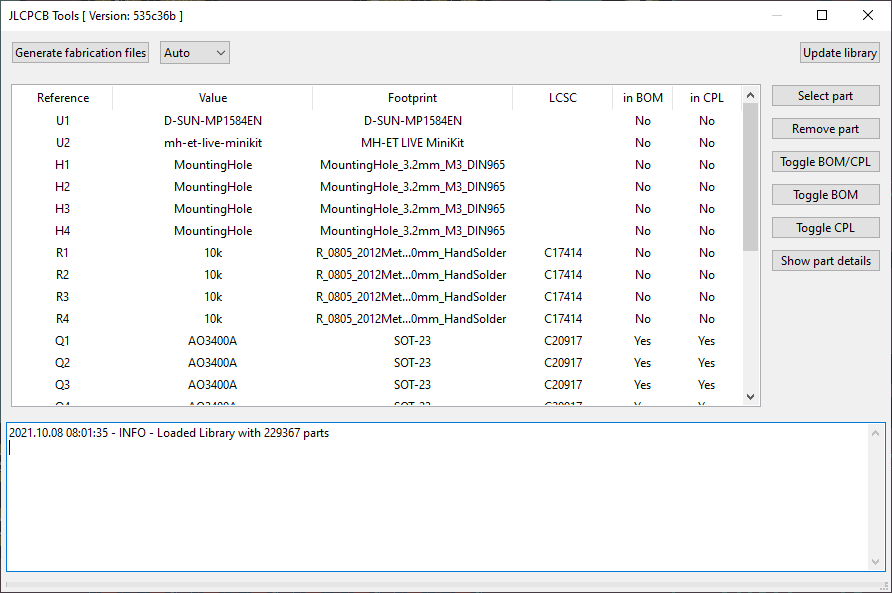 JLCPCB Tools [ Version: 535c36b ]
Generate fabrication files Auto Update library
Reference Value Footprint LCSC in BOM in CPL
U1 D-SUN-MP1584EN D-SUN-MP1584EN No No
U2 mh-et-live-minikit MH-ET LIVE MiniKit No No
H1 MountingHole MountingHole_3.2mm_M3_DIN965 No No
H2 MountingHole MountingHole_3.2mm_M3_DIN965 No No
H3 MountingHole MountingHole_3.2mm_M3_DIN965 No No
H4 MountingHole MountingHole_3.2mm_M3_DIN965 No No
R1 10k R_0805_2012Met...0mm_HandSolder C17414 No No
R2 10k R_0805_2012Met...0mm_HandSolder C17414 No No
R3 10k R_0805_2012Met...0mm_HandSolder C17414 No No
R4 10k R_0805_2012Met...0mm_HandSolder C17414 No No
Q1 AO3400A SOT-23 C20917 Yes Yes
Q2 AO3400A SOT-23 C20917 Yes Yes
Q3 AO3400A SOT-23 C20917 Yes Yes
Select part
Remove part
Toggle BOM/CPL
Toggle BOM
Toggle CPL
Show part details
2021.10.08 08:01:35 - INFO - Loaded Library with 229367 parts